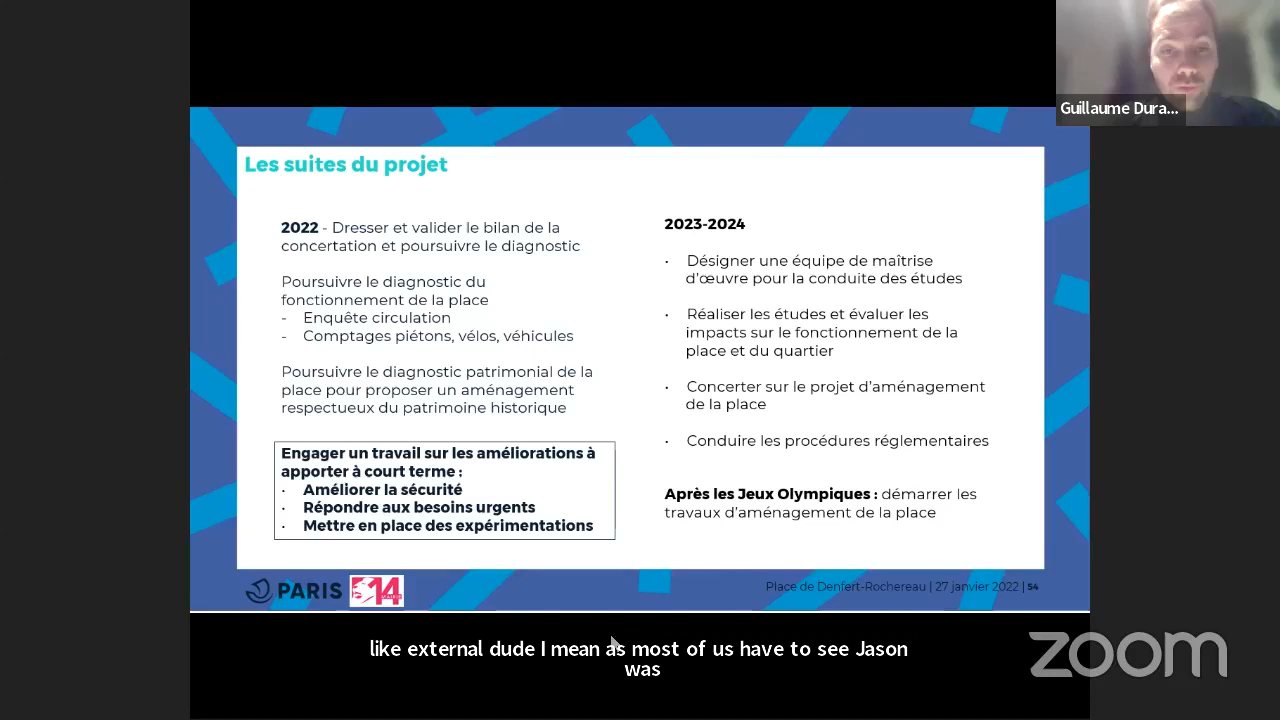 Guillaume Dura...
Les suites du projet
2022 - Dresser et valider le bilan de la
concertation et poursuivre le diagnostic
Poursuivre le diagnostic du
fonctionnement de la place
- Enquête circulation
- Comptages piétons, vélos, véhicules
Poursuivre le diagnostic patrimonial de la
place pour proposer un aménagement
respectueux du patrimoine historique
Engager un travail sur les améliorations à
apporter à court terme :
· Améliorer la sécurité
· Répondre aux besoins urgents
· Mettre en place des expérimentations
2023-2024
• Désigner une équipe de maîtrise
d’œuvre pour la conduite des études
• Réaliser les études et évaluer les
impacts sur le fonctionnement de la
place et du quartier
• Concerter sur le projet d’aménagement
de la place
• Conduire les procédures réglementaires
Après les Jeux Olympiques : démarrer les
travaux d’aménagement de la place
PARIS
14
MAIRIE
Place de Denfert-Rochereau | 27 janvier 2022 | 54
like external dude I mean as most of us have to see Jason
was
zoom